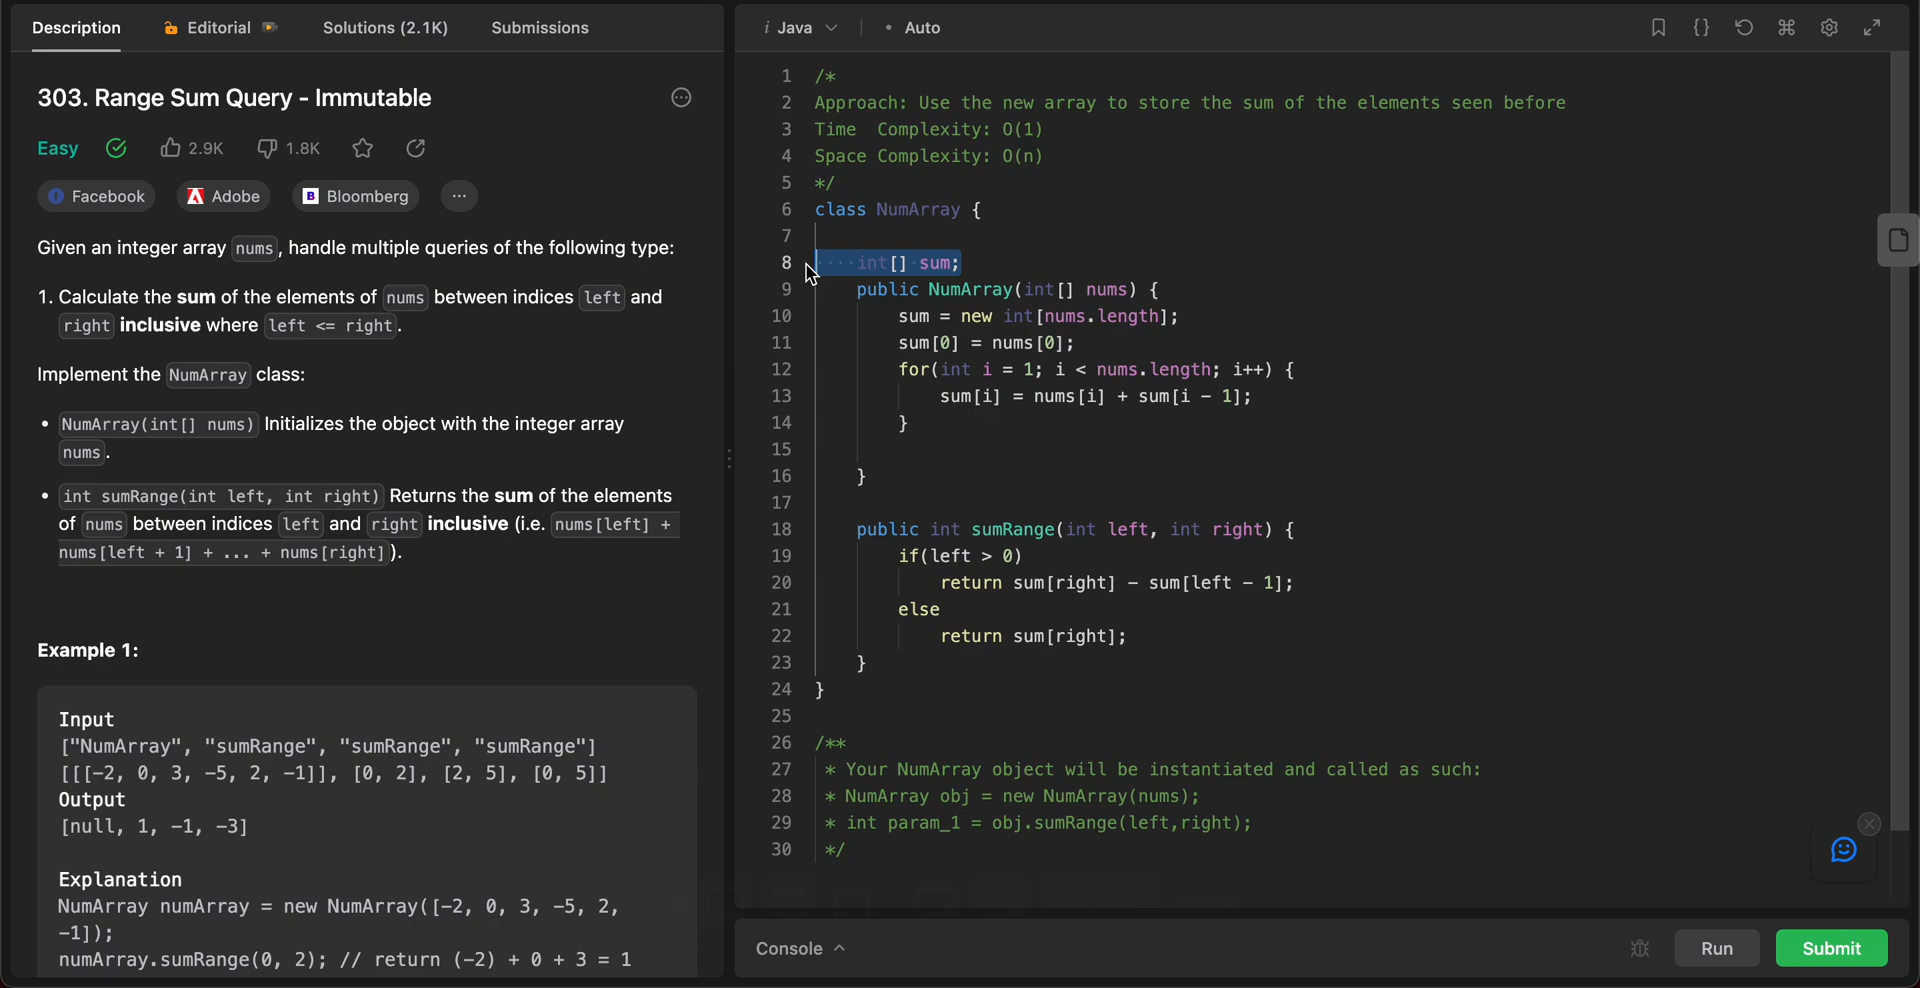 Description Editorial Solutions (2.1K) Submissions
303. Range Sum Query - Immutable
Easy 2.9K 1.8K
Facebook Adobe B Bloomberg ...
Given an integer array nums, handle multiple queries of the following type:
1. Calculate the sum of the elements of nums between indices left and
right inclusive where left <= right.
Implement the NumArray class:
• NumArray(int[] nums) Initializes the object with the integer array
nums.
• int sumRange(int left, int right) Returns the sum of the elements
of nums between indices left and right inclusive (i.e. nums[left] +
nums[left + 1] + ... + nums[right]).
Example 1:
Input
["NumArray", "sumRange", "sumRange", "sumRange"]
[[[-2, 0, 3, -5, 2, -1]], [0, 2], [2, 5], [0, 5]]
Output
[null, 1, -1, -3]
Explanation
NumArray numArray = new NumArray([-2, 0, 3, -5, 2,
-1]);
numArray.sumRange(0, 2); // return (-2) + 0 + 3 = 1
i Java • Auto
1 /*
2 Approach: Use the new array to store the sum of the elements seen before
3 Time  Complexity: O(1)
4 Space Complexity: O(n)
5 */
6 class NumArray {
7
8 ····int[]·sum;
9 public NumArray(int[] nums) {
10 sum = new int[nums.length];
11 sum[0] = nums[0];
12 for(int i = 1; i < nums.length; i++) {
13 sum[i] = nums[i] + sum[i - 1];
14 }
15
16 }
17
18 public int sumRange(int left, int right) {
19 if(left > 0)
20 return sum[right] - sum[left - 1];
21 else
22 return sum[right];
23 }
24 }
25
26 /**
27 * Your NumArray object will be instantiated and called as such:
28 * NumArray obj = new NumArray(nums);
29 * int param_1 = obj.sumRange(left,right);
30 */
Console Run Submit